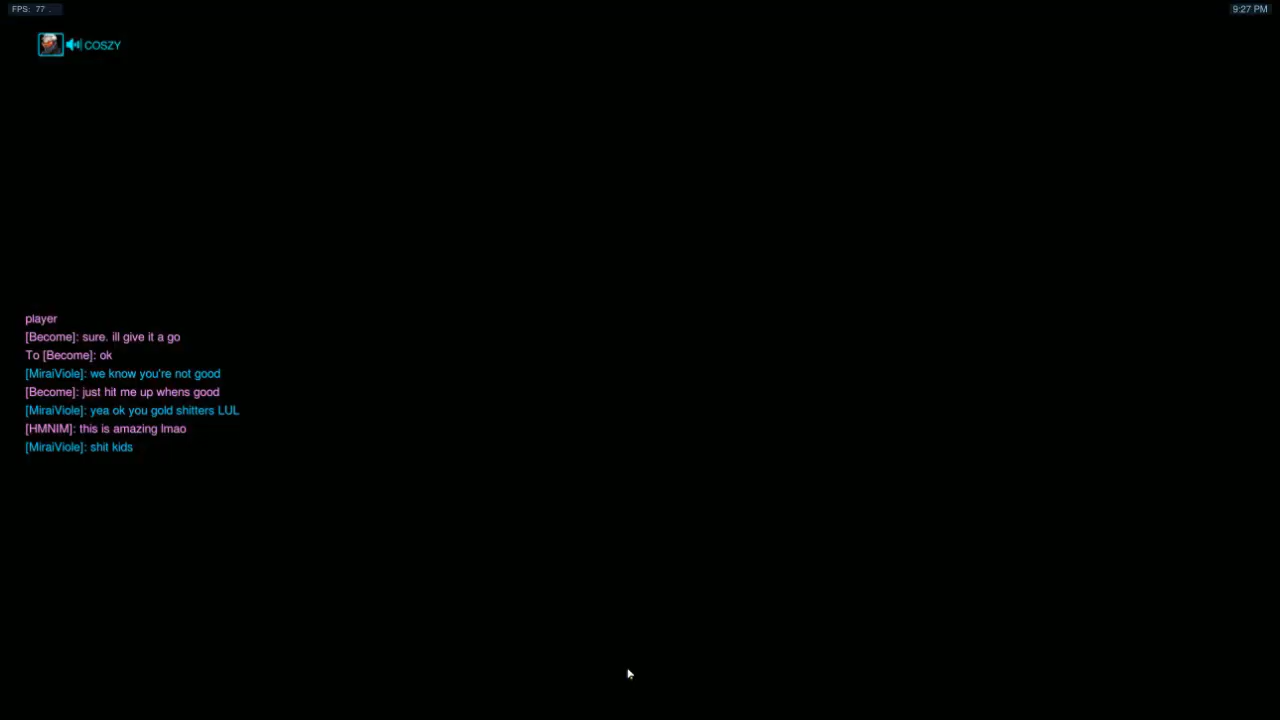 FPS: 77 .
9:27 PM
COSZY
player
[Become]: sure. ill give it a go
To [Become]: ok
[MiraiViole]: we know you're not good
[Become]: just hit me up whens good
[MiraiViole]: yea ok you gold shitters LUL
[HMNIM]: this is amazing lmao
[MiraiViole]: shit kids